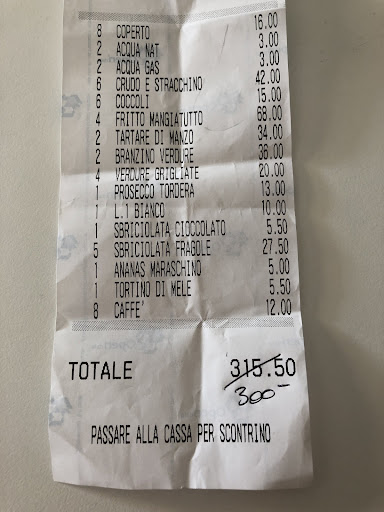 8 COPERTO 16.00
2 ACQUA NAT 3.00
2 ACQUA GAS 3.00
6 CRUDO E STRACCHINO 42.00
6 COCCOLI 15.00
4 FRITTO MANGIATUTTO 68.00
2 TARTARE DI MANZO 34.00
2 BRANZINO VERDURE 36.00
4 VERDURE GRIGLIATE 20.00
1 PROSECCO TORDERA 13.00
1 L.1 BIANCO 10.00
1 SBRICIOLATA CIOCCOLATO 5.50
5 SBRICIOLATA FRAGOLE 27.50
1 ANANAS MARASCHINO 5.00
1 TORTINO DI MELE 5.50
8 CAFFE' 12.00
TOTALE 315.50
300-
PASSARE ALLA CASSA PER SCONTRINO